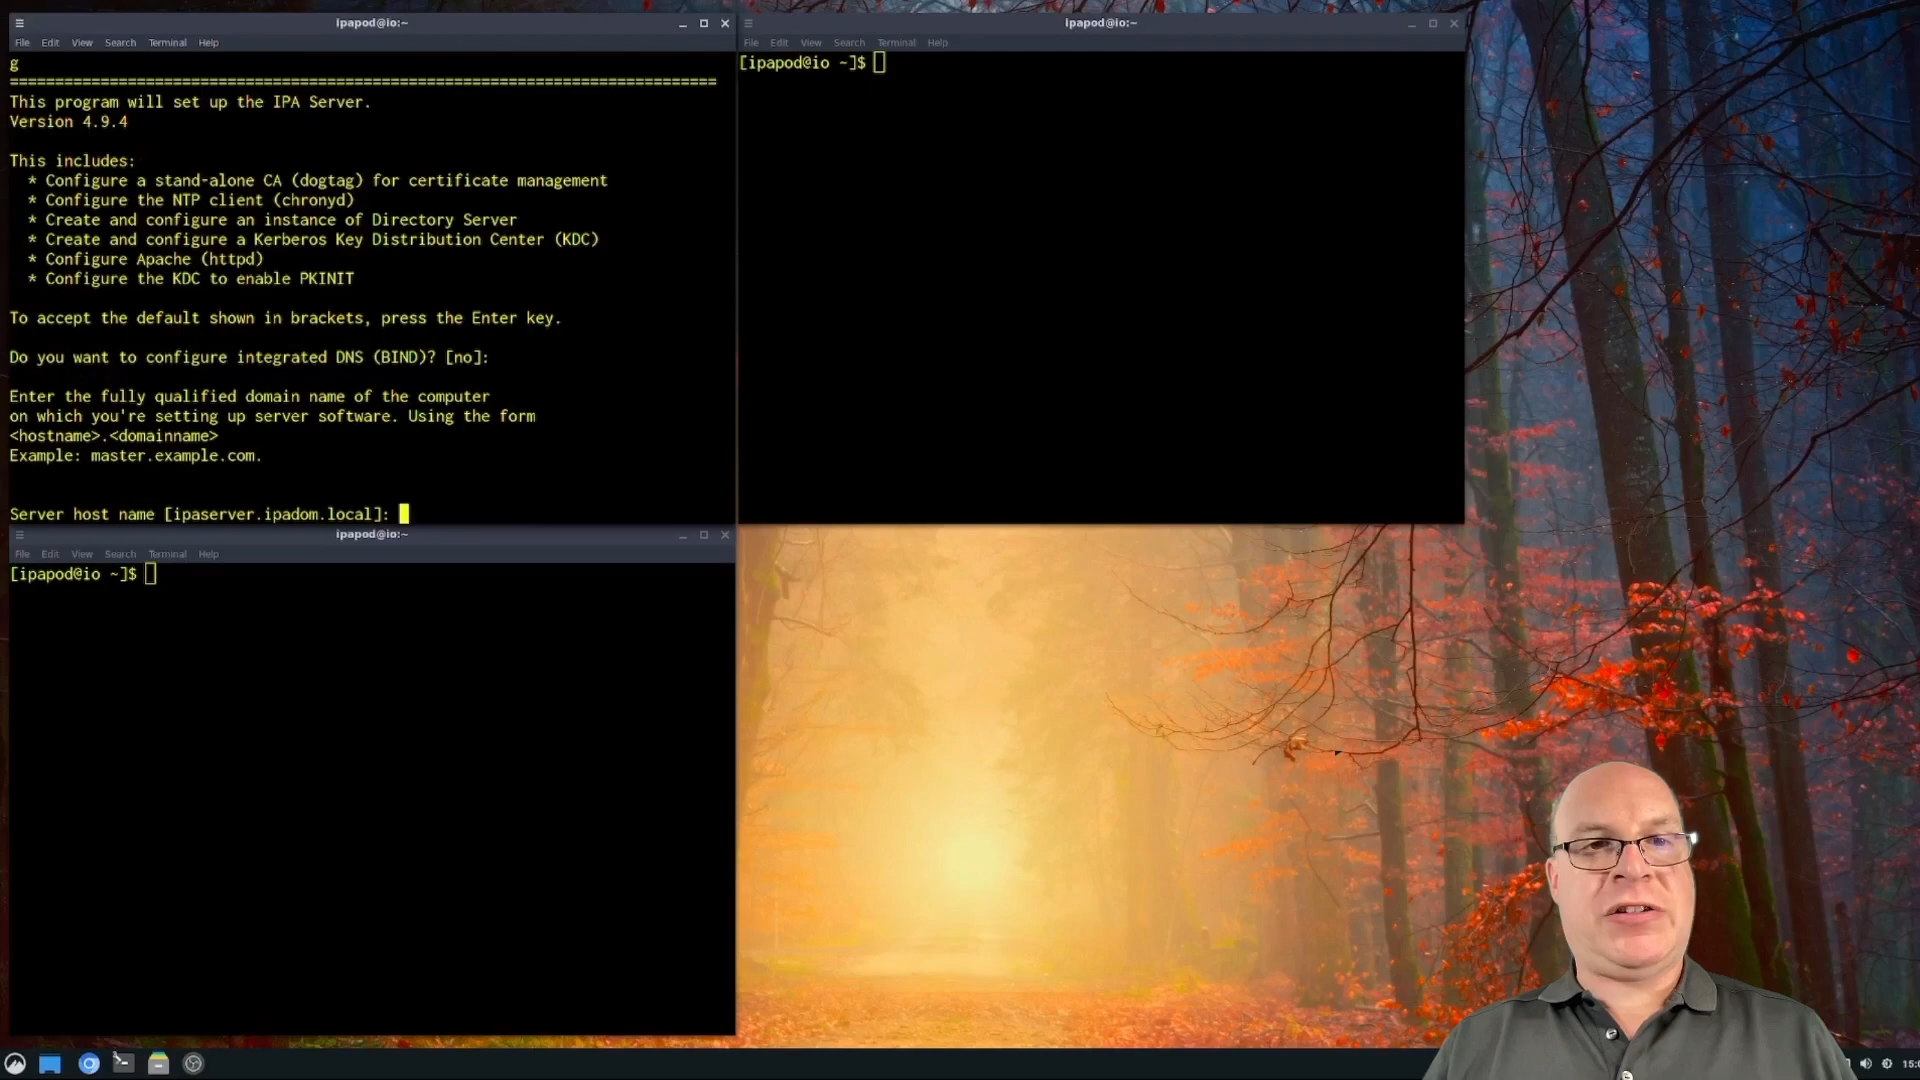 ipapod@io:~
File Edit View Search Terminal Help
g
==============================================================================
This program will set up the IPA Server.
Version 4.9.4
This includes:
* Configure a stand-alone CA (dogtag) for certificate management
* Configure the NTP client (chronyd)
* Create and configure an instance of Directory Server
* Create and configure a Kerberos Key Distribution Center (KDC)
* Configure Apache (httpd)
* Configure the KDC to enable PKINIT
To accept the default shown in brackets, press the Enter key.
Do you want to configure integrated DNS (BIND)? [no]:
Enter the fully qualified domain name of the computer
on which you're setting up server software. Using the form
<hostname>.<domainname>
Example: master.example.com.
Server host name [ipaserver.ipadom.local]:
ipapod@io:~
File Edit View Search Terminal Help
[ipapod@io ~]$
ipapod@io:~
File Edit View Search Terminal Help
[ipapod@io ~]$